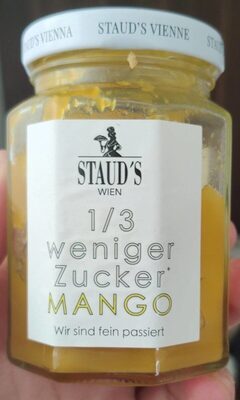 STAUD'S VIENNE
STAUD'S
WIEN
1/3
weniger
Zucker*
MANGO
Wir sind fein passiert